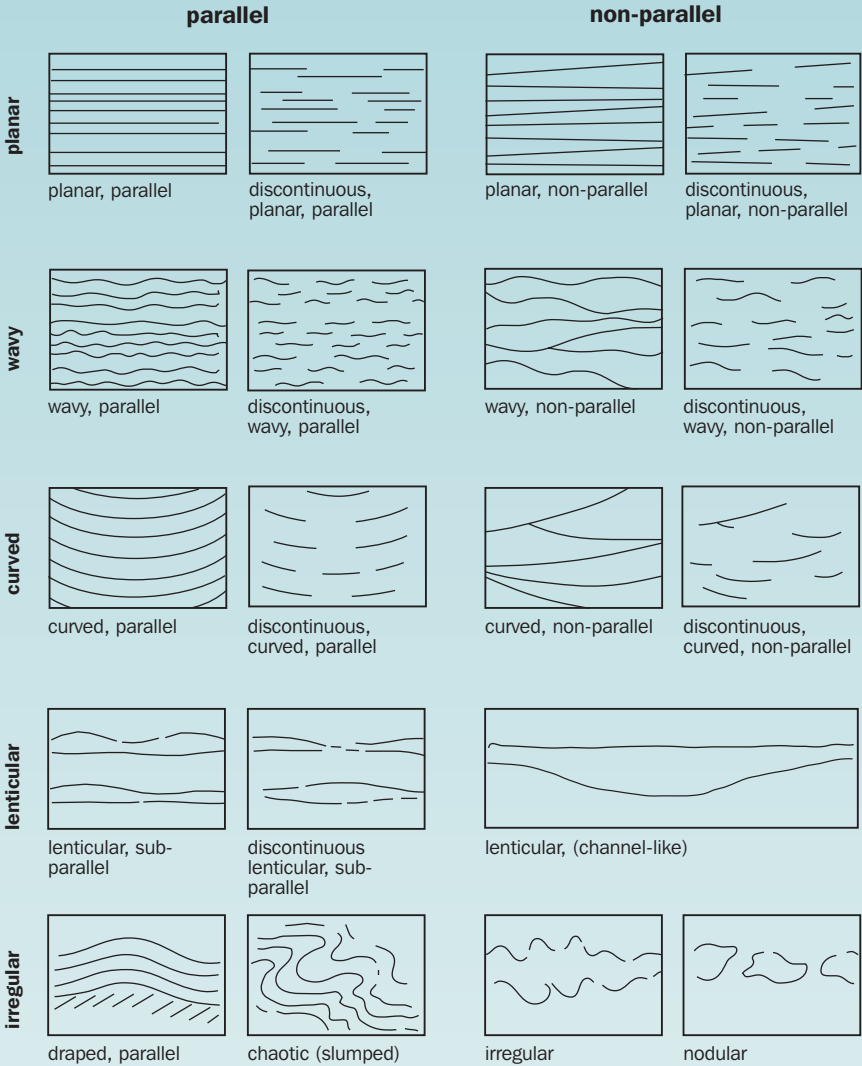 parallel
non-parallel
planar
planar, parallel
discontinuous,
planar, parallel
planar, non-parallel
discontinuous,
planar, non-parallel
wavy
wavy, parallel
discontinuous,
wavy, parallel
wavy, non-parallel
discontinuous,
wavy, non-parallel
curved
curved, parallel
discontinuous,
curved, parallel
curved, non-parallel
discontinuous,
curved, non-parallel
lenticular
lenticular, sub-
parallel
discontinuous
lenticular, sub-
parallel
lenticular, (channel-like)
irregular
draped, parallel
chaotic (slumped)
irregular
nodular